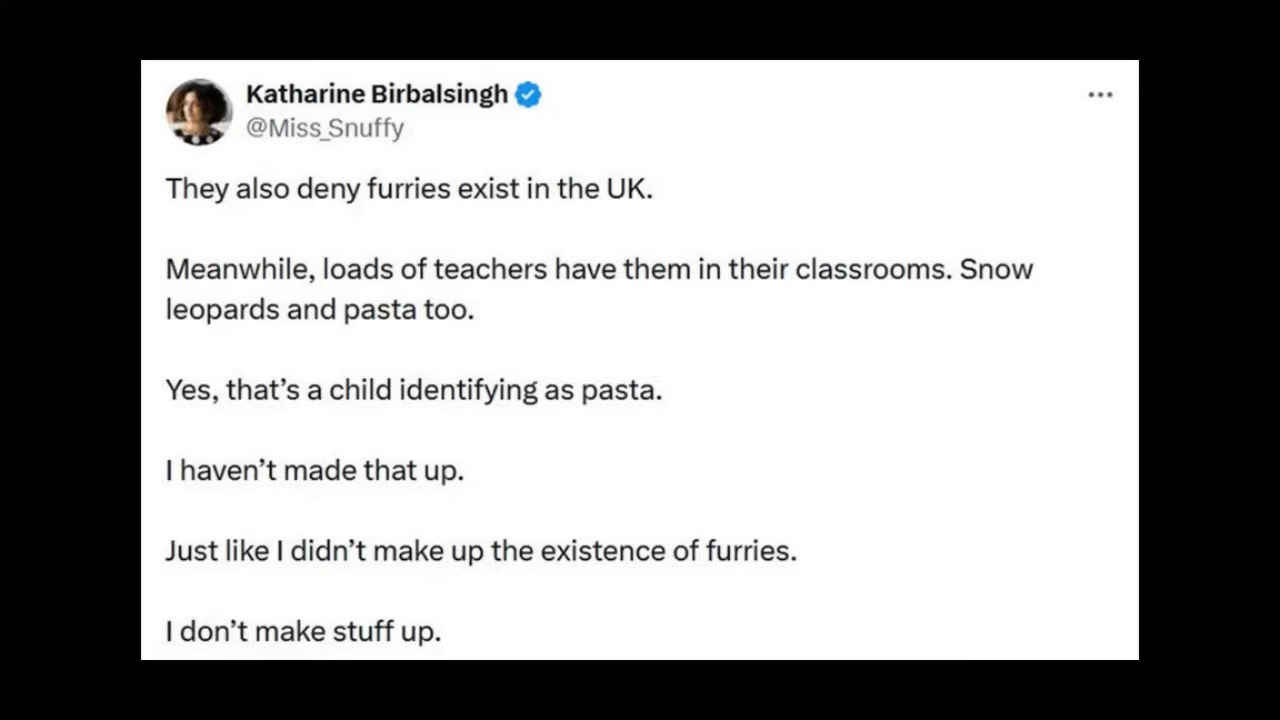 Katharine Birbalsingh
@Miss_Snuffy
They also deny furries exist in the UK.
Meanwhile, loads of teachers have them in their classrooms. Snow
leopards and pasta too.
Yes, that’s a child identifying as pasta.
I haven’t made that up.
Just like I didn’t make up the existence of furries.
I don’t make stuff up.